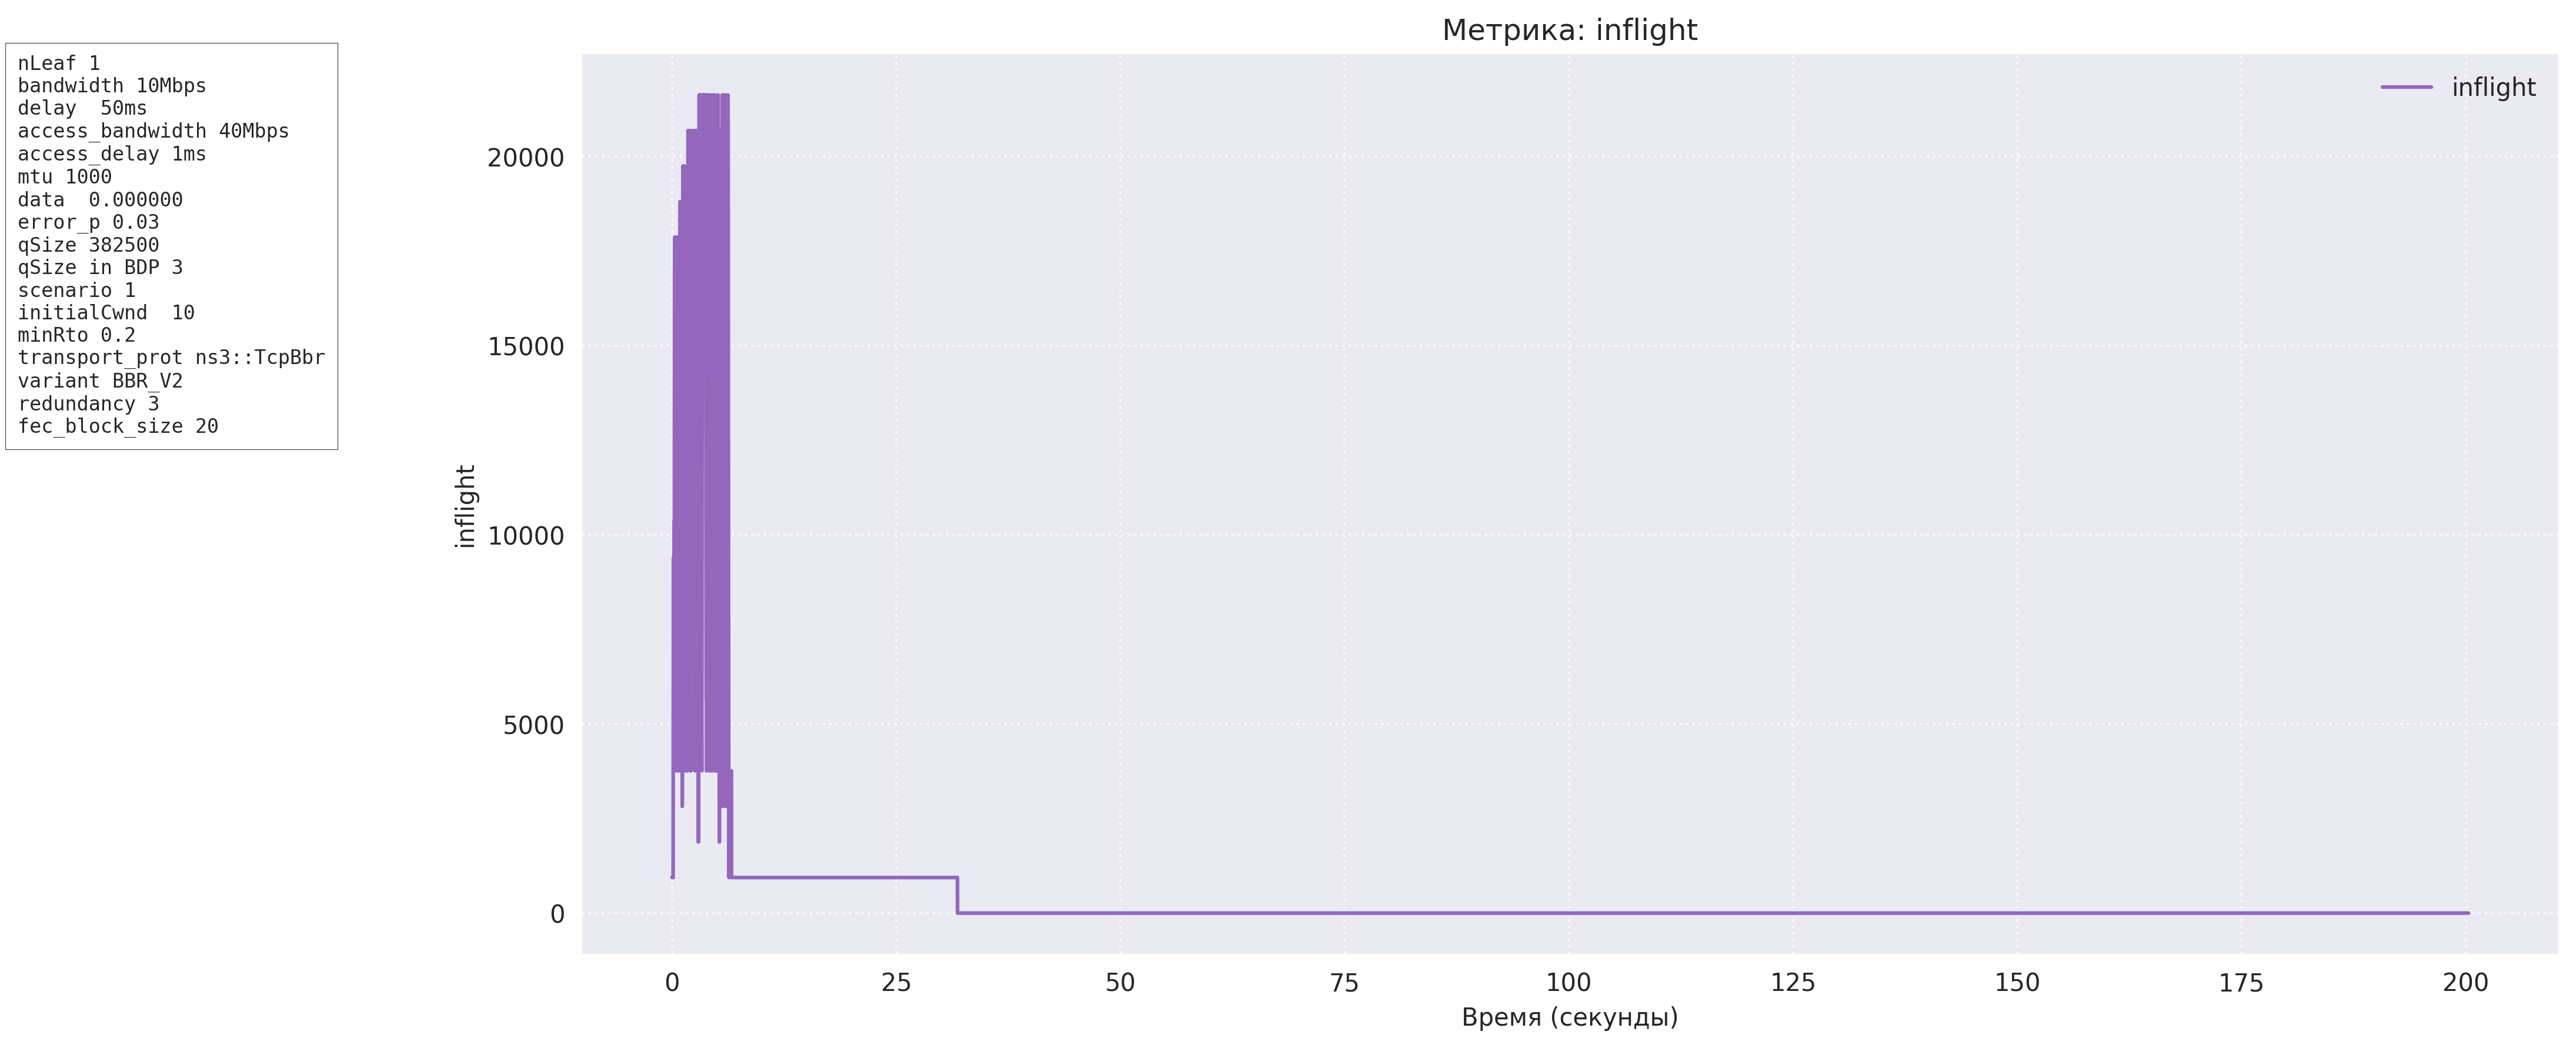 Метрика: inflight
nLeaf 1
bandwidth 10Mbps
delay  50ms
access_bandwidth 40Mbps
access_delay 1ms
mtu 1000
data  0.000000
error_p 0.03
qSize 382500
qSize in BDP 3
scenario 1
initialCwnd  10
minRto 0.2
transport_prot ns3::TcpBbr
variant BBR_V2
redundancy 3
fec_block_size 20
inflight
inflight
20000
15000
10000
5000
0
0 25 50 75 100 125 150 175 200
Время (секунды)